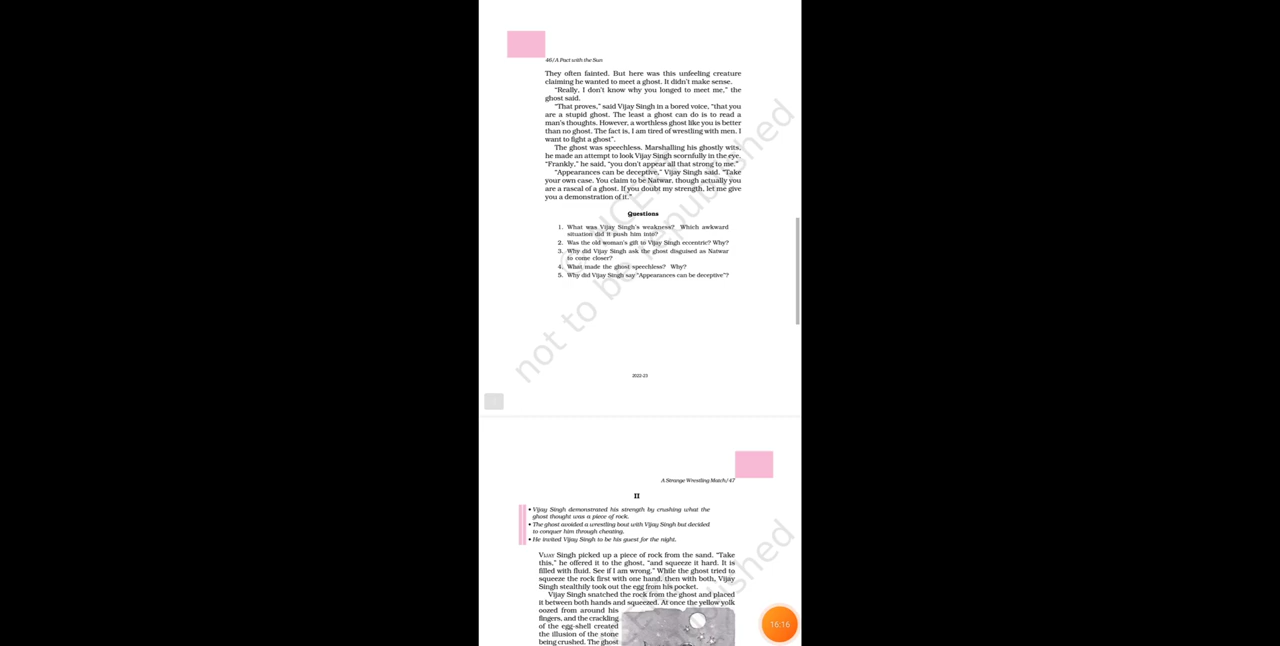 46/A Pact with the Sun
They often fainted. But here was this unfeeling creature
claiming he wanted to meet a ghost. It didn't make sense.
"Really, I don't know why you longed to meet me," the
ghost said.
"That proves," said Vijay Singh in a bored voice, "that you
are a stupid ghost. The least a ghost can do is to read a
man's thoughts. However, a worthless ghost like you is better
than no ghost. The fact is, I am tired of wrestling with men. I
want to fight a ghost".
The ghost was speechless. Marshalling his ghostly wits,
he made an attempt to look Vijay Singh scornfully in the eye.
"Frankly," he said, "you don't appear all that strong to me."
"Appearances can be deceptive," Vijay Singh said. "Take
your own case. You claim to be Natwar, though actually you
are a rascal of a ghost. If you doubt my strength, let me give
you a demonstration of it."
Questions
1. What was Vijay Singh's weakness? Which awkward
situation did it push him into?
2. Was the old woman's gift to Vijay Singh eccentric? Why?
3. Why did Vijay Singh ask the ghost disguised as Natwar
to come closer?
4. What made the ghost speechless? Why?
5. Why did Vijay Singh say "Appearances can be deceptive"?
not to be republished
2022-23
A Strange Wrestling Match/47
II
• Vijay Singh demonstrated his strength by crushing what the
ghost thought was a piece of rock.
• The ghost avoided a wrestling bout with Vijay Singh but decided
to conquer him through cheating.
• He invited Vijay Singh to be his guest for the night.
VIJAY Singh picked up a piece of rock from the sand. "Take
this," he offered it to the ghost, "and squeeze it hard. It is
filled with fluid. See if I am wrong." While the ghost tried to
squeeze the rock first with one hand, then with both, Vijay
Singh stealthily took out the egg from his pocket.
Vijay Singh snatched the rock from the ghost and placed
it between both hands and squeezed. At once the yellow yolk
oozed from around his
fingers, and the crackling
of the egg-shell created
the illusion of the stone
being crushed. The ghost
16:16